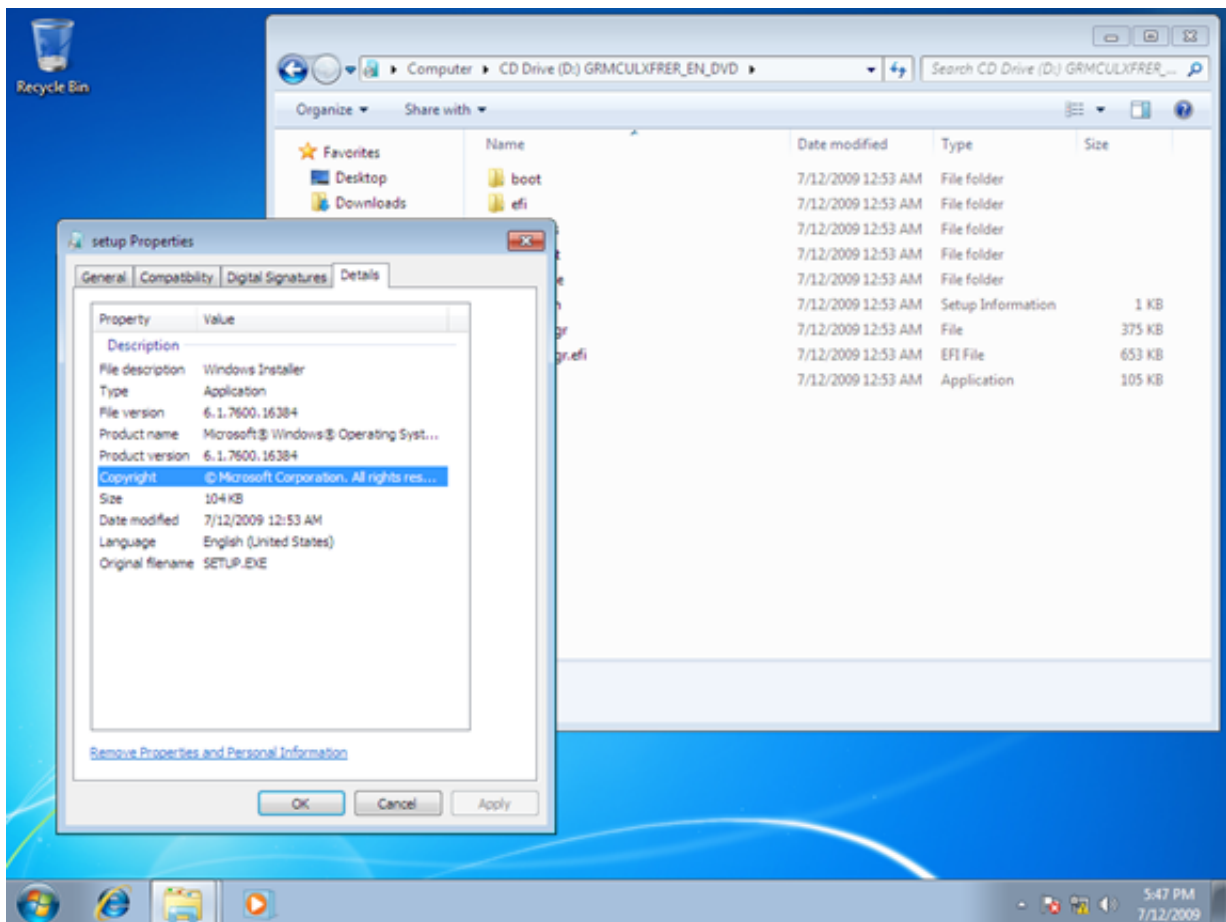 Recycle Bin
Computer CD Drive (D:) GRMCULXFRER_EN_DVD
Search CD Drive (D:) GRMCULXFRER_...
Organize Share with
Name Date modified Type Size
Favorites
Desktop
Downloads
boot 7/12/2009 12:53 AM File folder
efi 7/12/2009 12:53 AM File folder
s 7/12/2009 12:53 AM File folder
t 7/12/2009 12:53 AM File folder
e 7/12/2009 12:53 AM File folder
7/12/2009 12:53 AM Setup Information 1 KB
gr 7/12/2009 12:53 AM File 375 KB
gr.efi 7/12/2009 12:53 AM EFI File 653 KB
7/12/2009 12:53 AM Application 105 KB
setup Properties
General Compatibility Digital Signatures Details
Property Value
Description
File description Windows Installer
Type Application
File version 6.1.7600.16384
Product name Microsoft® Windows® Operating Syst...
Product version 6.1.7600.16384
Copyright © Microsoft Corporation. All rights res...
Size 104 KB
Date modified 7/12/2009 12:53 AM
Language English (United States)
Original filename SETUP.EXE
Remove Properties and Personal Information
OK Cancel Apply
5:47 PM
7/12/2009